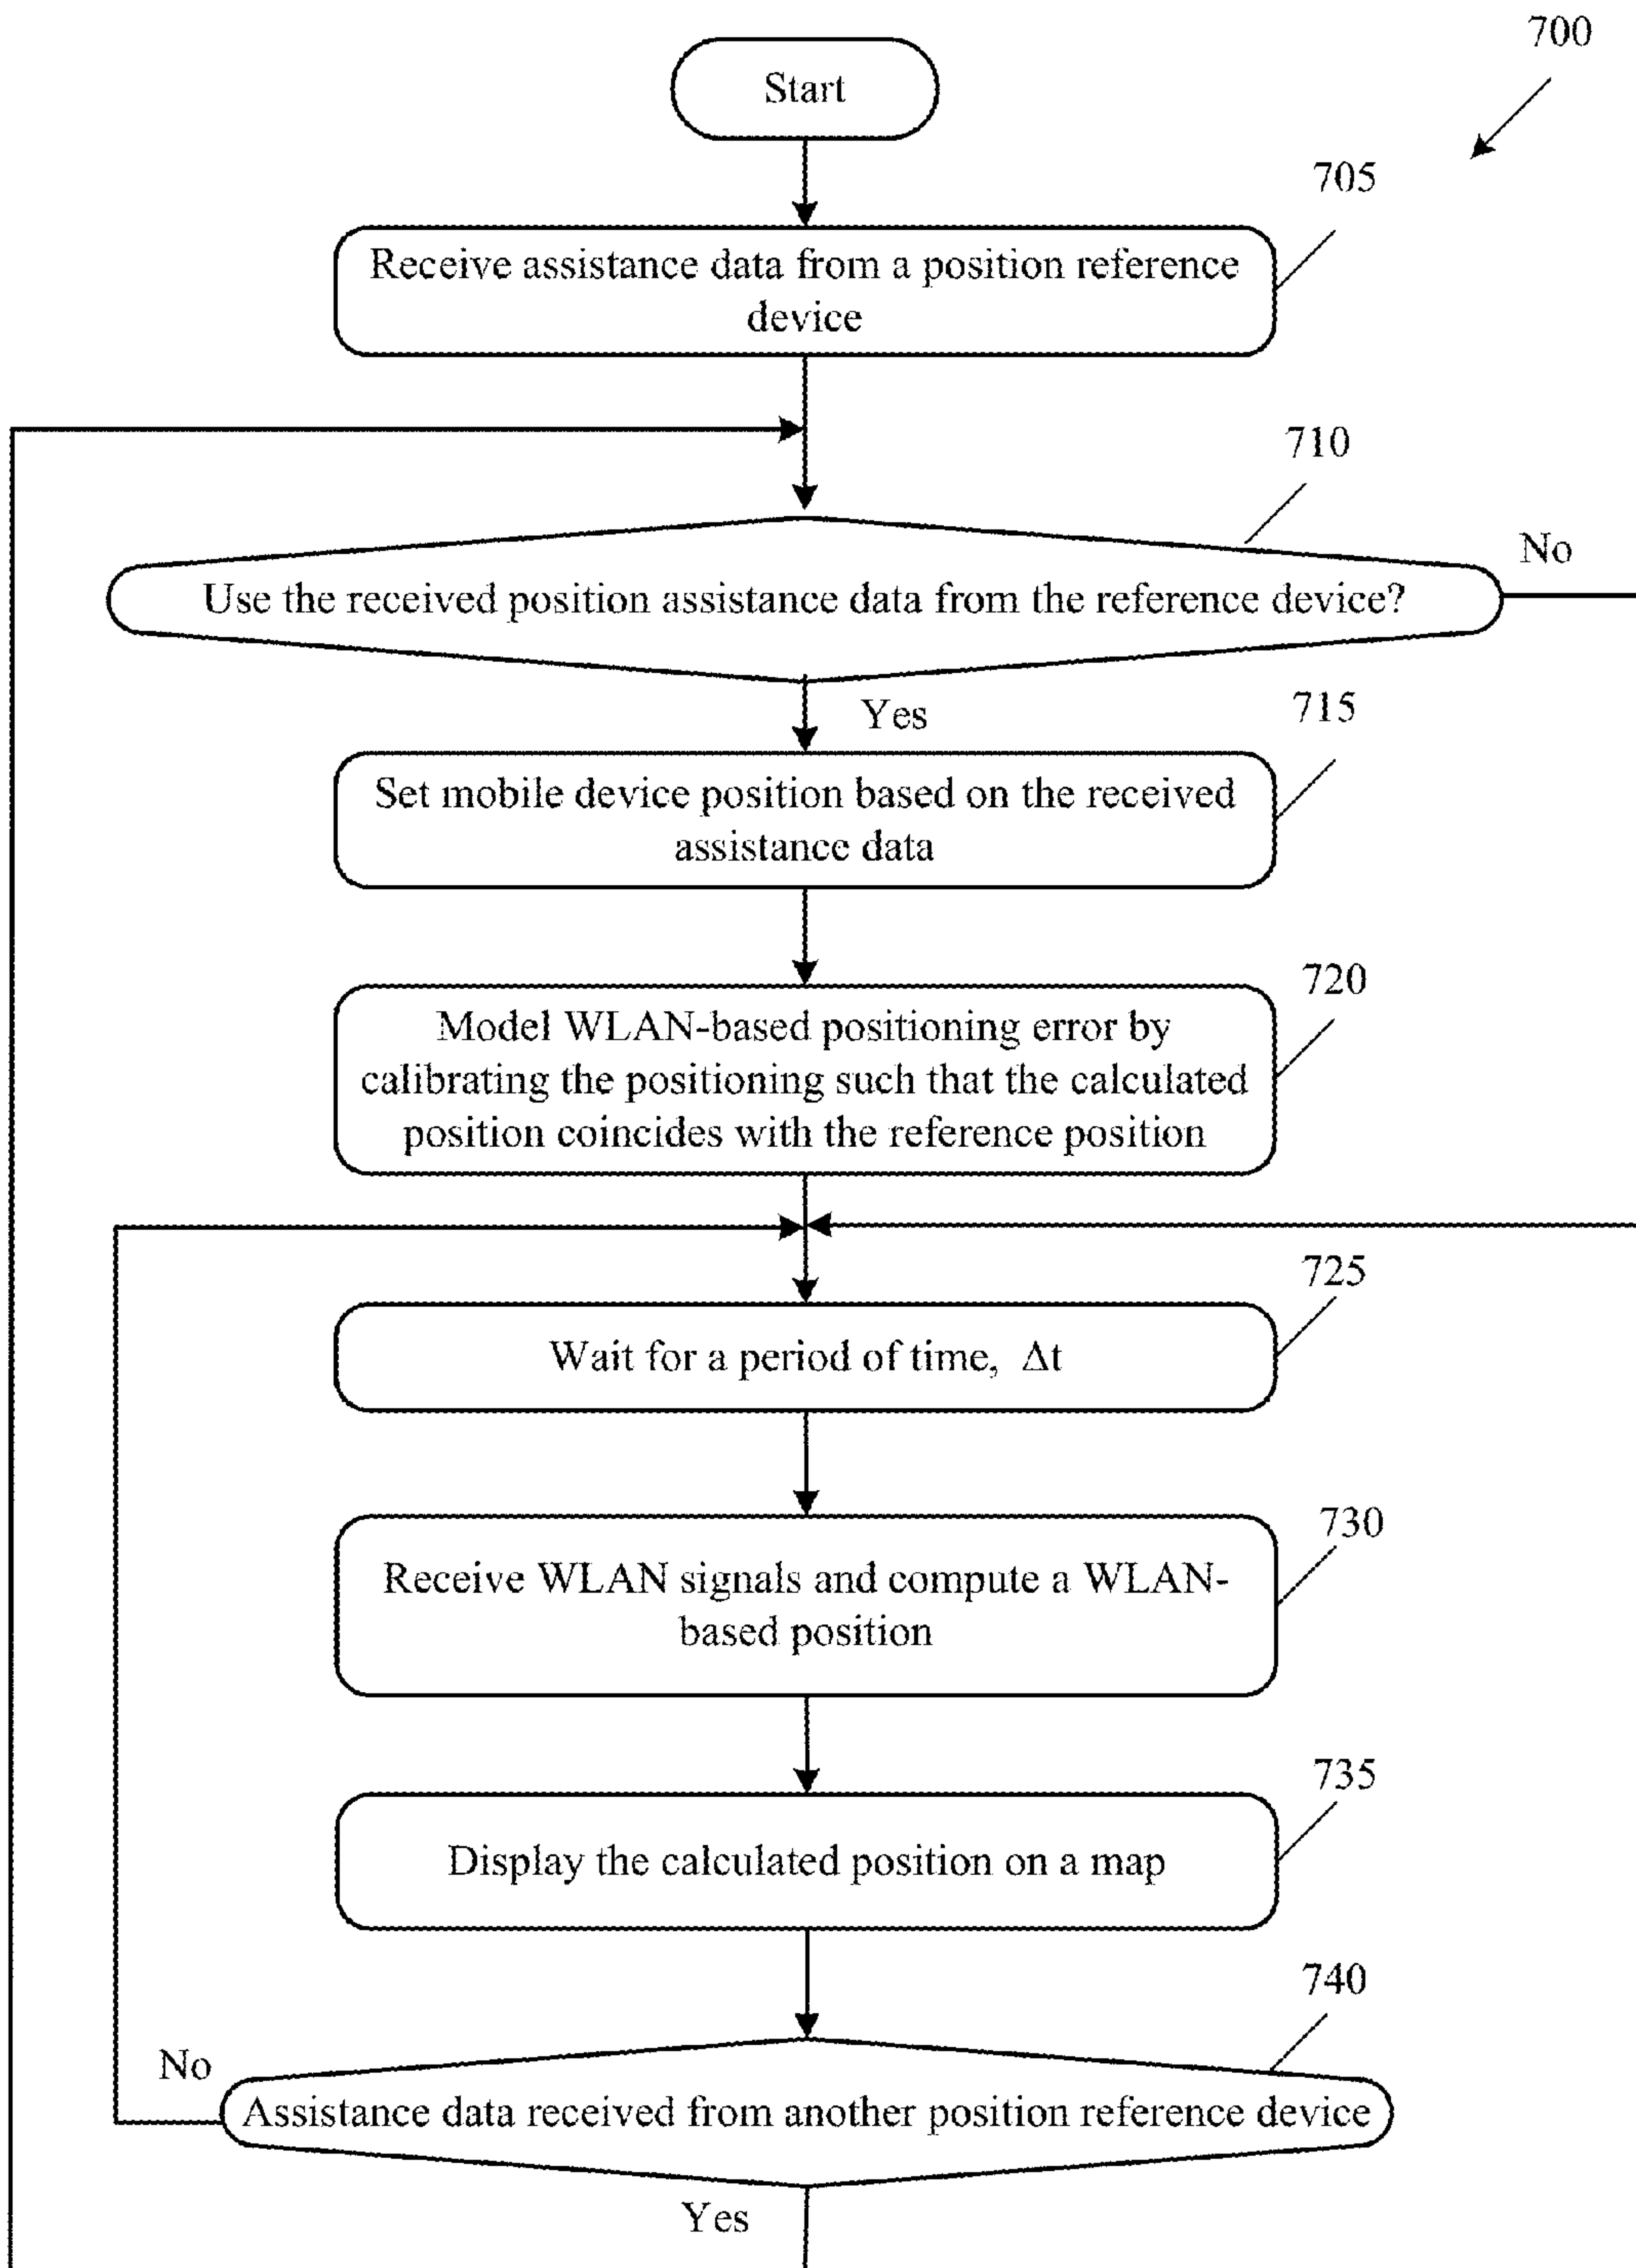 700
Start
705
Receive assistance data from a position reference
device
710
No
Use the received position assistance data from the reference device?
Yes
715
Set mobile device position based on the received
assistance data
720
Model WLAN-based positioning error by
calibrating the positioning such that the calculated
position coincides with the reference position
725
Wait for a period of time, Δt
730
Receive WLAN signals and compute a WLAN-
based position
735
Display the calculated position on a map
740
No
Assistance data received from another position reference device
Yes